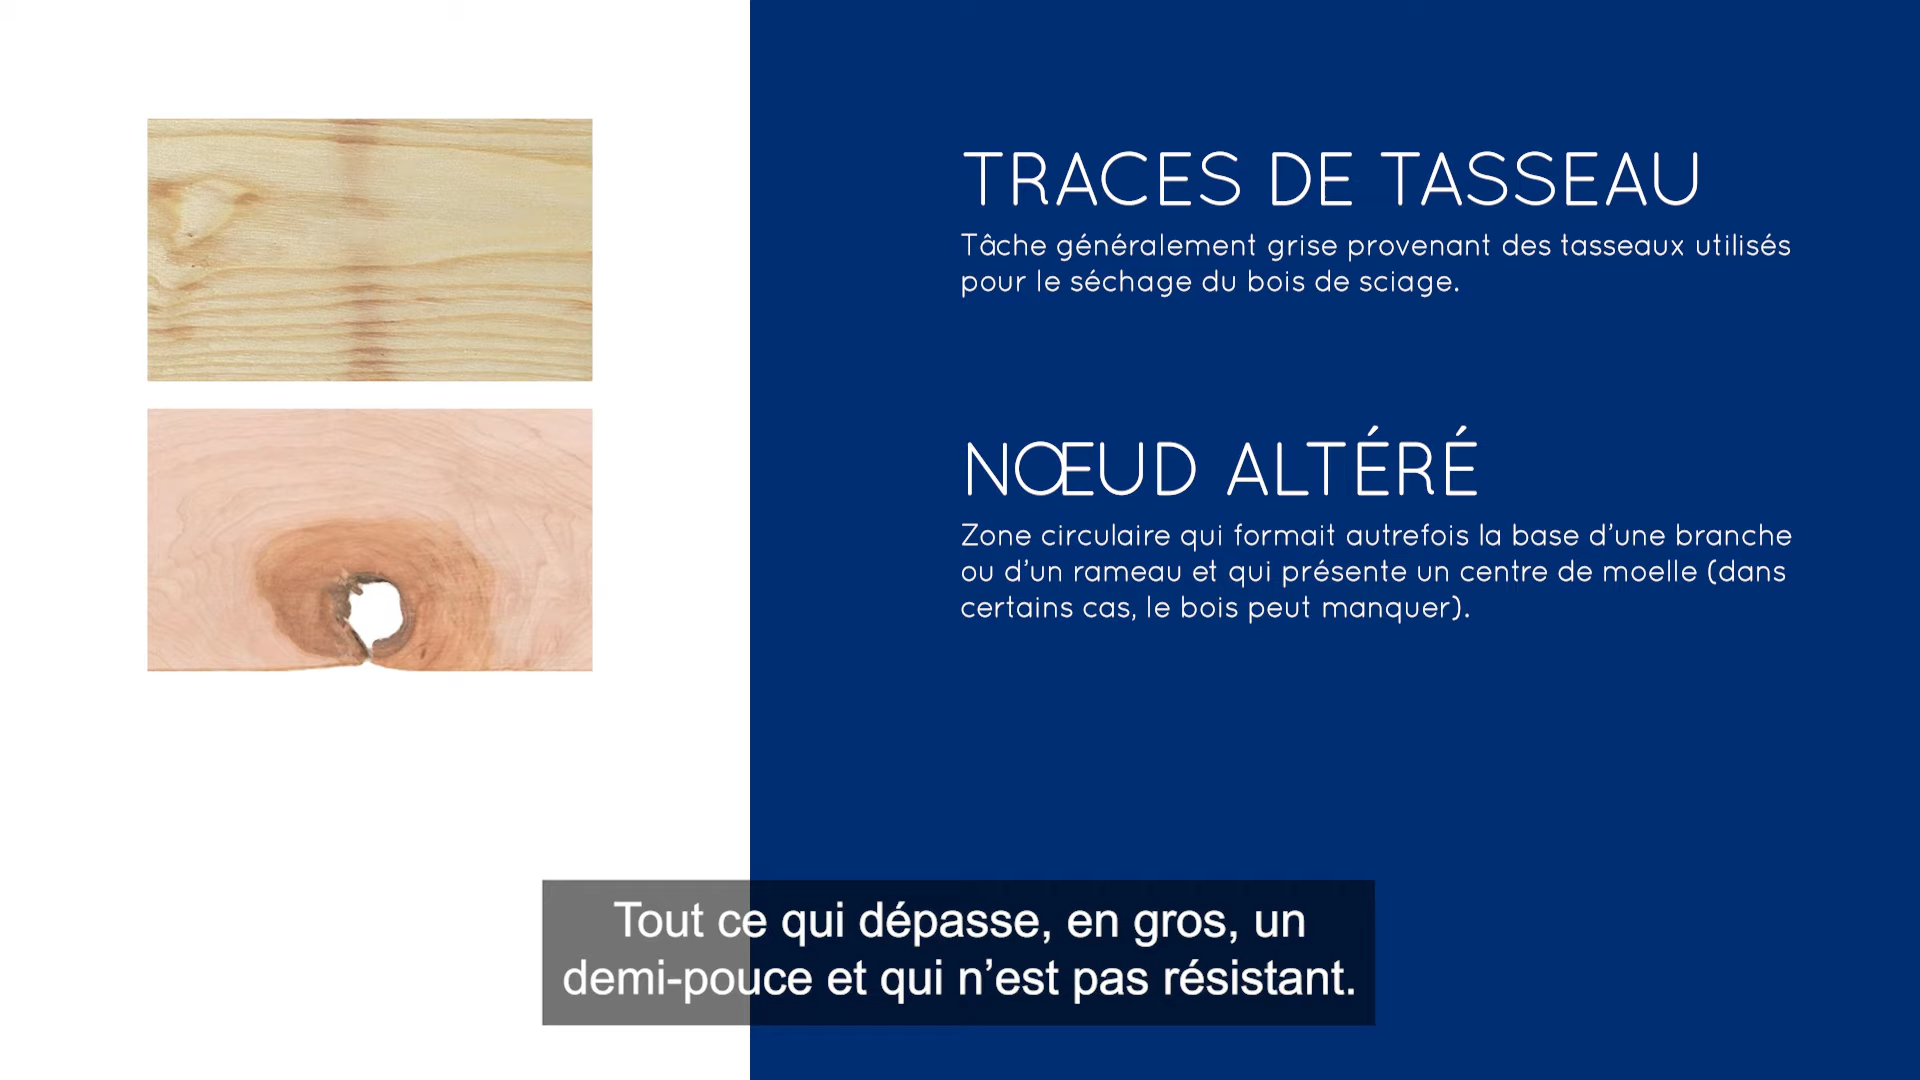 TRACES DE TASSEAU
Tâche généralement grise provenant des tasseaux utilisés
pour le séchage du bois de sciage.
NŒUD ALTÉRÉ
Zone circulaire qui formait autrefois la base d’une branche
ou d’un rameau et qui présente un centre de moelle (dans
certains cas, le bois peut manquer).
Tout ce qui dépasse, en gros, un
demi-pouce et qui n’est pas résistant.